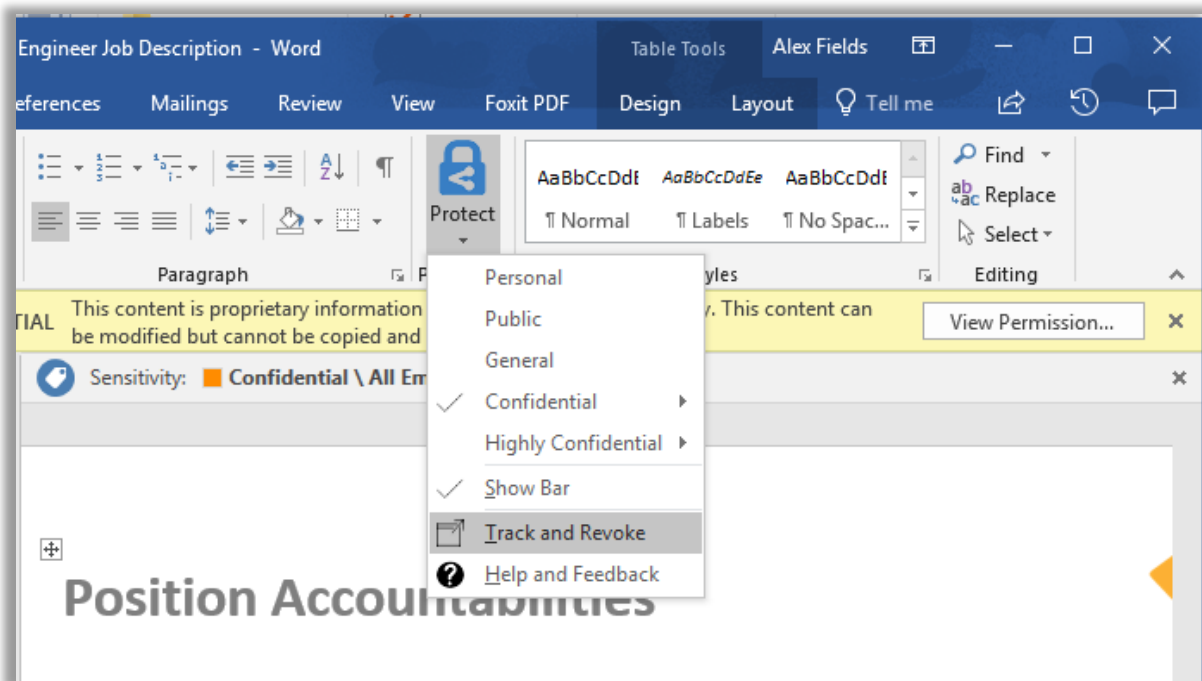 Engineer Job Description - Word
Table Tools
Alex Fields
eferences Mailings Review View Foxit PDF Design Layout Tell me
Protect
AaBbCcDdE AaBbCcDdEe AaBbCcDdE
¶ Normal ¶ Labels ¶ No Spac...
Find
Replace
Select
Paragraph
P
yles
Editing
TIAL
This content is proprietary information
y. This content can
be modified but cannot be copied and
View Permission...
Sensitivity: Confidential \ All Em
Personal
Public
General
Confidential
Highly Confidential
Show Bar
Track and Revoke
Help and Feedback
Position Accountabilities